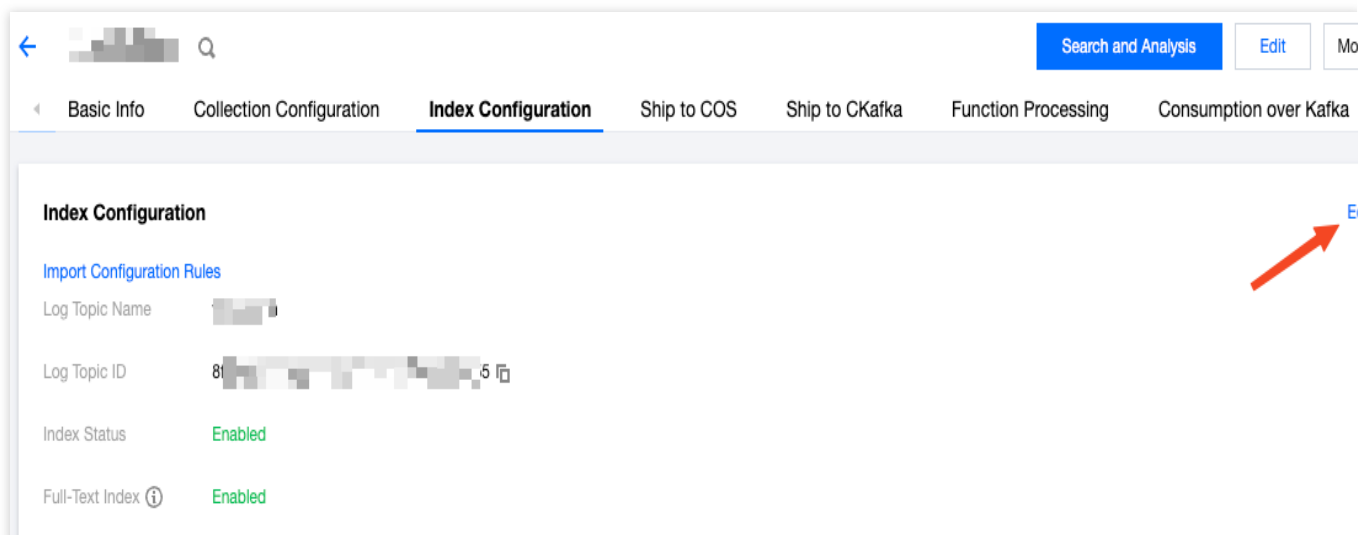 Search and Analysis Edit
Basic Info Collection Configuration Index Configuration Ship to COS Ship to CKafka Function Processing Consumption over Kafka
Index Configuration
Import Configuration Rules
Log Topic Name
Log Topic ID
Index Status Enabled
Full-Text Index Enabled